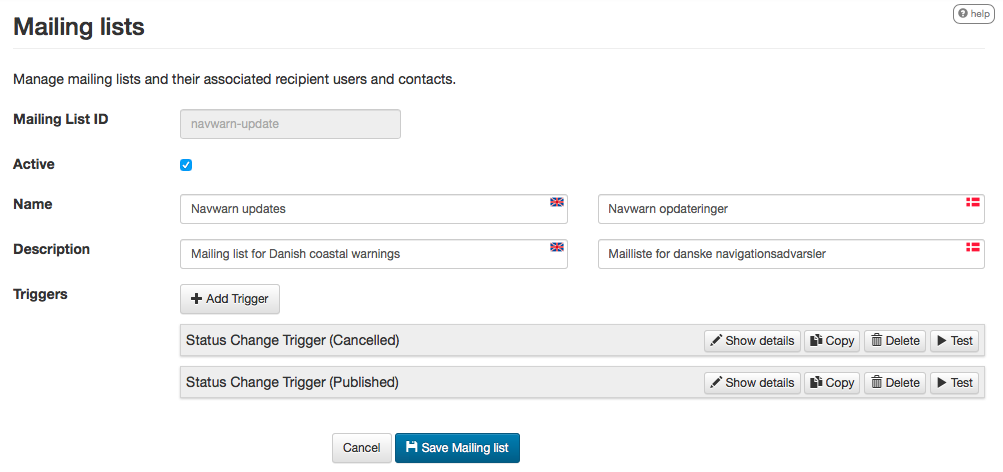 help
Mailing lists
Manage mailing lists and their associated recipient users and contacts.
Mailing List ID navwarn-update
Active
Name Navwarn updates Navwarn opdateringer
Description Mailing list for Danish coastal warnings Mailliste for danske navigationsadvarsler
Triggers Add Trigger
Status Change Trigger (Cancelled) Show details Copy Delete Test
Status Change Trigger (Published) Show details Copy Delete Test
Cancel Save Mailing list